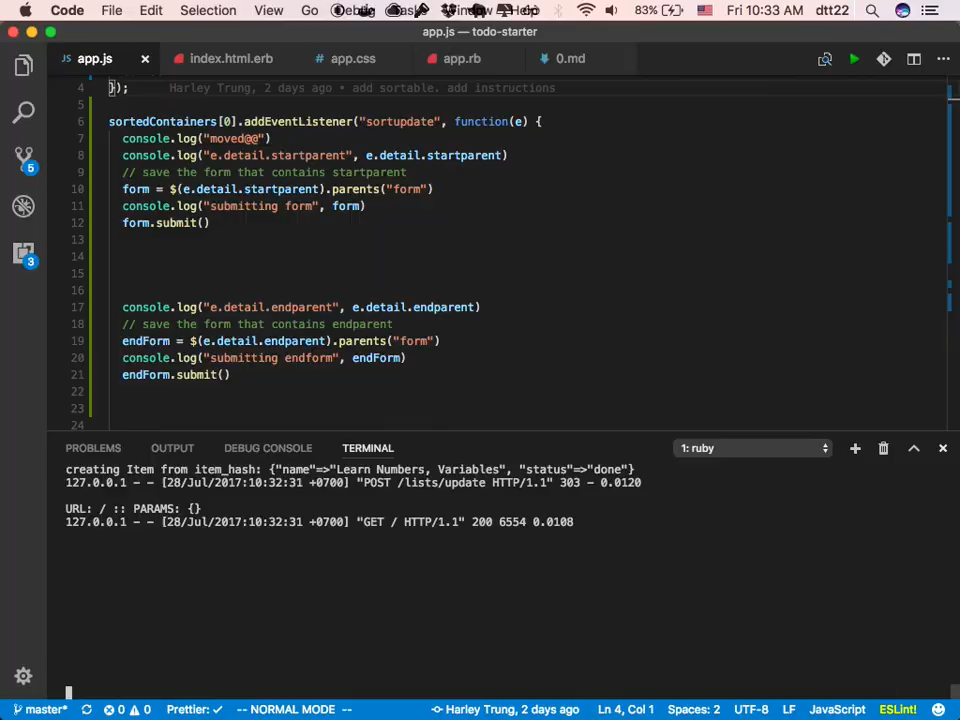 Code File Edit Selection View Go Debug Tasks Window Help 83% Fri 10:33 AM dtt22
app.js — todo-starter
JS app.js × index.html.erb # app.css app.rb 0.md
4 }); Harley Trung, 2 days ago • add sortable. add instructions
5
6 sortedContainers[0].addEventListener("sortupdate", function(e) {
7 console.log("moved@@")
8 console.log("e.detail.startparent", e.detail.startparent)
9 // save the form that contains startparent
10 form = $(e.detail.startparent).parents("form")
11 console.log("submitting form", form)
12 form.submit()
13
14
15
16
17 console.log("e.detail.endparent", e.detail.endparent)
18 // save the form that contains endparent
19 endForm = $(e.detail.endparent).parents("form")
20 console.log("submitting endform", endForm)
21 endForm.submit()
22
23
24
5
3
PROBLEMS OUTPUT DEBUG CONSOLE TERMINAL 1: ruby
creating Item from item_hash: {"name"=>"Learn Numbers, Variables", "status"=>"done"}
127.0.0.1 - - [28/Jul/2017:10:32:31 +0700] "POST /lists/update HTTP/1.1" 303 - 0.0120
URL: / :: PARAMS: {}
127.0.0.1 - - [28/Jul/2017:10:32:31 +0700] "GET / HTTP/1.1" 200 6554 0.0108
master* 0 0 Prettier: ✓ -- NORMAL MODE -- Harley Trung, 2 days ago Ln 4, Col 1 Spaces: 2 UTF-8 LF JavaScript ESLint!